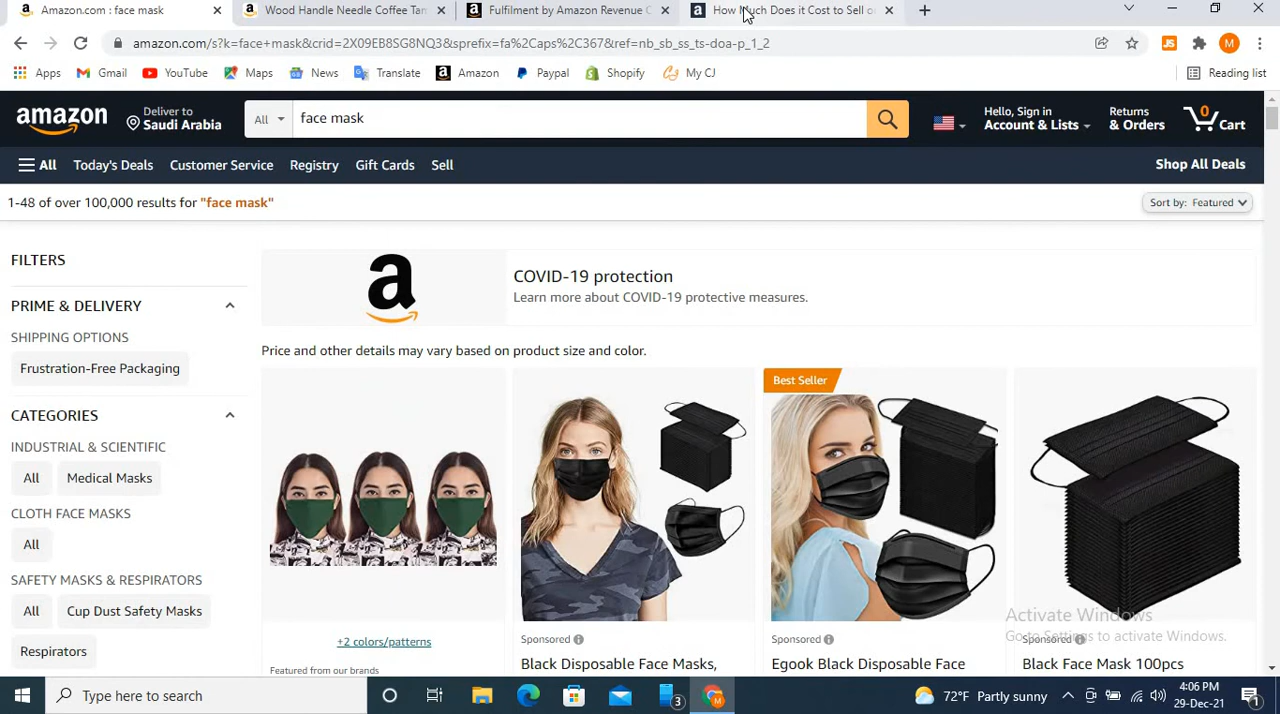 Amazon.com : face mask
Wood Handle Needle Coffee Tam
Fulfilment by Amazon Revenue C
How Much Does it Cost to Sell o
amazon.com/s?k=face+mask&crid=2X09EB8SG8NQ3&sprefix=fa%2Caps%2C367&ref=nb_sb_ss_ts-doa-p_1_2
M
Apps
Gmail
YouTube
Maps
News
Translate
Amazon
Paypal
Shopify
My CJ
Reading list
amazon
Deliver to
Saudi Arabia
All
face mask
Hello, Sign in
Account & Lists
Returns
& Orders
0
Cart
All
Today's Deals
Customer Service
Registry
Gift Cards
Sell
Shop All Deals
1-48 of over 100,000 results for "face mask"
Sort by: Featured
FILTERS
PRIME & DELIVERY
SHIPPING OPTIONS
Frustration-Free Packaging
CATEGORIES
INDUSTRIAL & SCIENTIFIC
All
Medical Masks
CLOTH FACE MASKS
All
SAFETY MASKS & RESPIRATORS
All
Cup Dust Safety Masks
Respirators
COVID-19 protection
Learn more about COVID-19 protective measures.
Price and other details may vary based on product size and color.
+2 colors/patterns
Featured from our brands
Sponsored
Black Disposable Face Masks,
Best Seller
Sponsored
Egook Black Disposable Face
Sponsored
Black Face Mask 100pcs
Activate Windows
Go to Settings to activate Windows.
Type here to search
3
M
72°F Partly sunny
4:06 PM
29-Dec-21
1